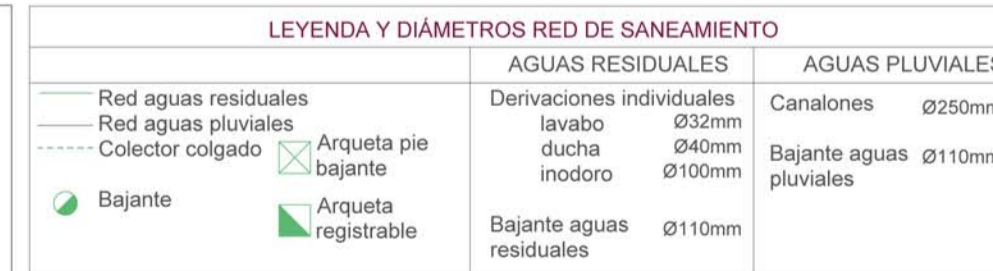 LEYENDA Y DIÁMETROS RED DE SANEAMIENTO
AGUAS RESIDUALES
AGUAS PLUVIALES
Red aguas residuales
Red aguas pluviales
Colector colgado
Arqueta pie
bajante
Bajante
Arqueta
registrable
Derivaciones individuales
lavabo Ø32mm
ducha Ø40mm
inodoro Ø100mm
Bajante aguas Ø110mm
residuales
Canalones Ø250mm
Bajante aguas Ø110mm
pluviales